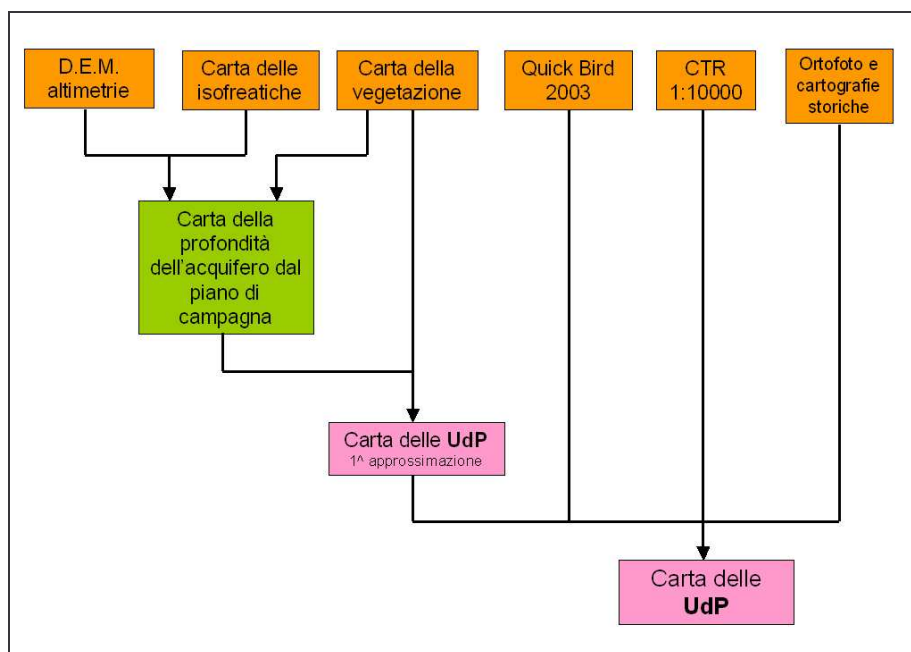 D.E.M.
altimetrie
Carta delle
isofreatiche
Carta della
vegetazione
Quick Bird
2003
CTR
1:10000
Ortofoto e
cartografie
storiche
Carta della
profondità
dell'acquifero dal
piano di
campagna
Carta delle UdP
1^ approssimazione
Carta delle
UdP